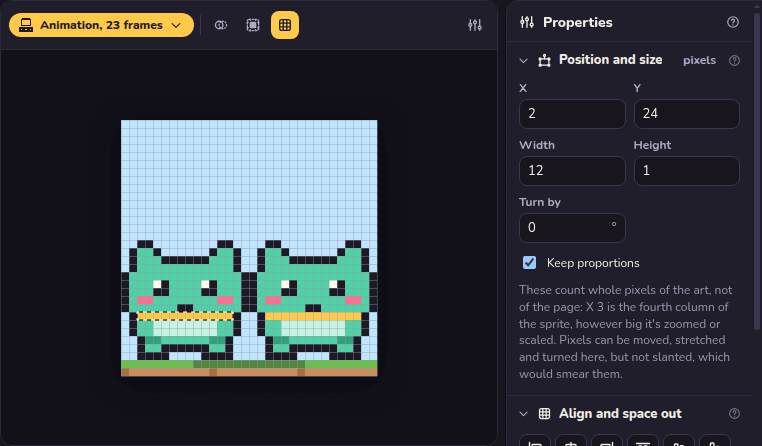 Animation, 23 frames
Properties
Position and size
pixels
X
Y
2
24
Width
Height
12
1
Turn by
0
°
Keep proportions
These count whole pixels of the art, not
of the page: X 3 is the fourth column of
the sprite, however big it's zoomed or
scaled. Pixels can be moved, stretched
and turned here, but not slanted, which
would smear them.
Align and space out